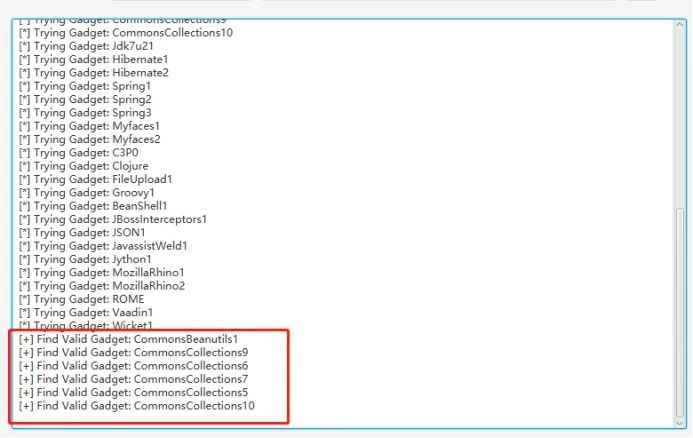 [*] Trying Gadget: CommonsCollections9
[*] Trying Gadget: CommonsCollections10
[*] Trying Gadget: Jdk7u21
[*] Trying Gadget: Hibernate1
[*] Trying Gadget: Hibernate2
[*] Trying Gadget: Spring1
[*] Trying Gadget: Spring2
[*] Trying Gadget: Spring3
[*] Trying Gadget: Myfaces1
[*] Trying Gadget: Myfaces2
[*] Trying Gadget: C3P0
[*] Trying Gadget: Clojure
[*] Trying Gadget: FileUpload1
[*] Trying Gadget: Groovy1
[*] Trying Gadget: BeanShell1
[*] Trying Gadget: JBossInterceptors1
[*] Trying Gadget: JSON1
[*] Trying Gadget: JavassistWeld1
[*] Trying Gadget: Jython1
[*] Trying Gadget: MozillaRhino1
[*] Trying Gadget: MozillaRhino2
[*] Trying Gadget: ROME
[*] Trying Gadget: Vaadin1
[*] Trying Gadget: Wicket1
[+] Find Valid Gadget: CommonsBeanutils1
[+] Find Valid Gadget: CommonsCollections9
[+] Find Valid Gadget: CommonsCollections6
[+] Find Valid Gadget: CommonsCollections7
[+] Find Valid Gadget: CommonsCollections5
[+] Find Valid Gadget: CommonsCollections10